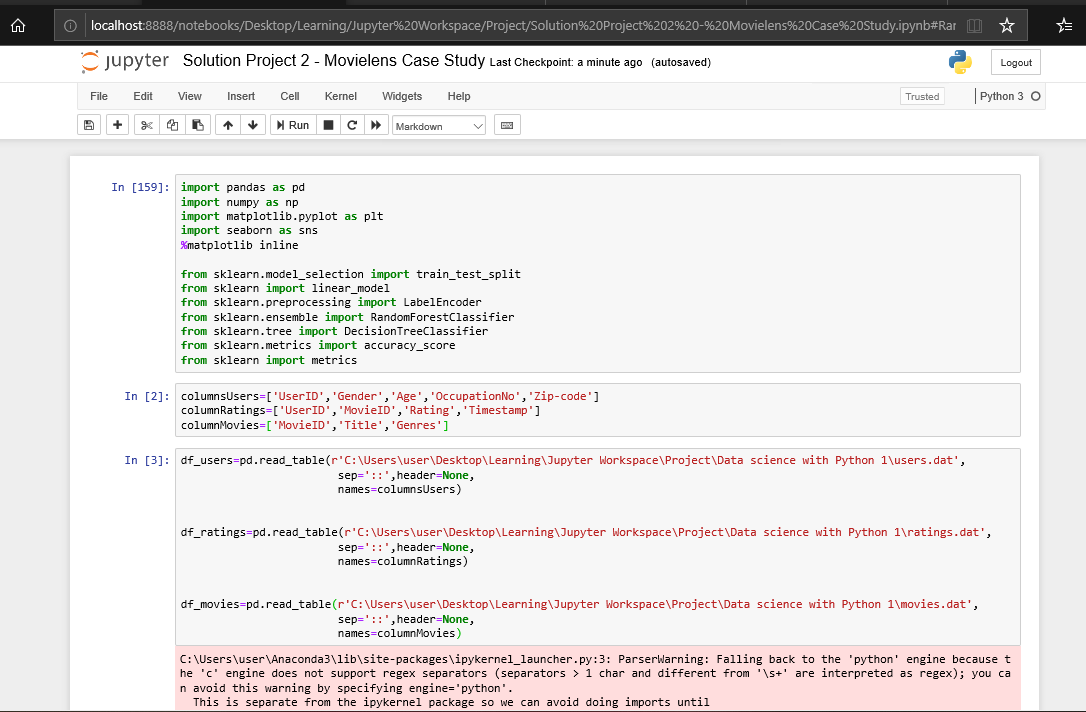 localhost:8888/notebooks/Desktop/Learning/Jupyter%20Workspace/Project/Solution%20Project%202%20-%20Movielens%20Case%20Study.ipynb#Rar
jupyter Solution Project 2 - Movielens Case Study Last Checkpoint: a minute ago (autosaved) Logout
File Edit View Insert Cell Kernel Widgets Help Trusted Python 3
Run Markdown
In [159]: import pandas as pd
import numpy as np
import matplotlib.pyplot as plt
import seaborn as sns
%matplotlib inline
from sklearn.model_selection import train_test_split
from sklearn import linear_model
from sklearn.preprocessing import LabelEncoder
from sklearn.ensemble import RandomForestClassifier
from sklearn.tree import DecisionTreeClassifier
from sklearn.metrics import accuracy_score
from sklearn import metrics
In [2]: columnsUsers=['UserID','Gender','Age','OccupationNo','Zip-code']
columnRatings=['UserID','MovieID','Rating','Timestamp']
columnMovies=['MovieID','Title','Genres']
In [3]: df_users=pd.read_table(r'C:\Users\user\Desktop\Learning\Jupyter Workspace\Project\Data science with Python 1\users.dat',
sep='::',header=None,
names=columnsUsers)
df_ratings=pd.read_table(r'C:\Users\user\Desktop\Learning\Jupyter Workspace\Project\Data science with Python 1\ratings.dat',
sep='::',header=None,
names=columnRatings)
df_movies=pd.read_table(r'C:\Users\user\Desktop\Learning\Jupyter Workspace\Project\Data science with Python 1\movies.dat',
sep='::',header=None,
names=columnMovies)
C:\Users\user\Anaconda3\lib\site-packages\ipykernel_launcher.py:3: ParserWarning: Falling back to the 'python' engine because t
he 'c' engine does not support regex separators (separators > 1 char and different from '\s+' are interpreted as regex); you ca
n avoid this warning by specifying engine='python'.
This is separate from the ipykernel package so we can avoid doing imports until